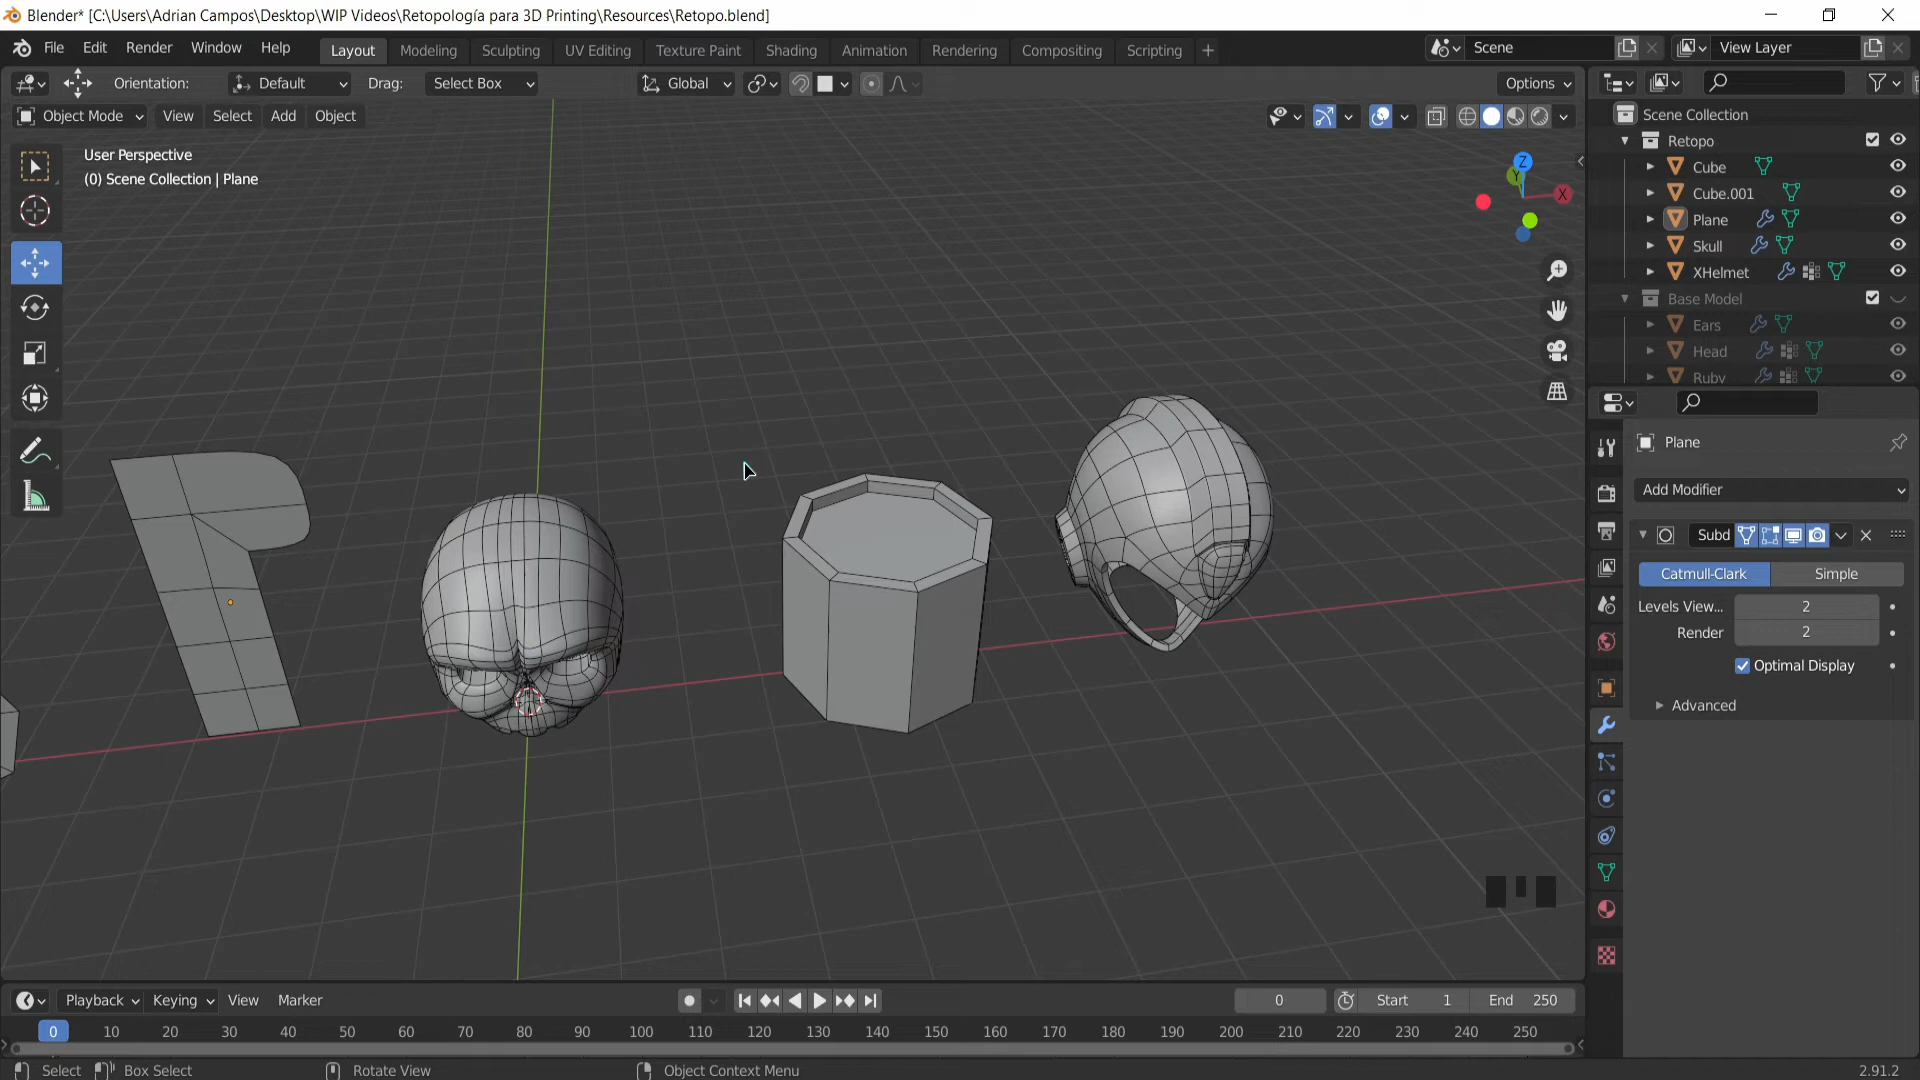 Blender* [C:\Users\Adrian Campos\Desktop\WIP Videos\Retopología para 3D Printing\Resources\Retopo.blend]
File Edit Render Window Help Layout Modeling Sculpting UV Editing Texture Paint Shading Animation Rendering Compositing Scripting + Scene View Layer
Orientation: Default Drag: Select Box Global Options
Object Mode View Select Add Object
User Perspective
(0) Scene Collection | Plane
Z
Y
X
Scene Collection
Retopo
Cube
Cube.001
Plane
Skull
XHelmet
Base Model
Ears
Head
Ruby
Plane
Add Modifier
Subd
Catmull-Clark Simple
Levels View... 2
Render 2
Optimal Display
Advanced
Playback Keying View Marker 0 Start 1 End 250
0 10 20 30 40 50 60 70 80 90 100 110 120 130 140 150 160 170 180 190 200 210 220 230 240 250
Select Box Select Rotate View Object Context Menu 2.91.2